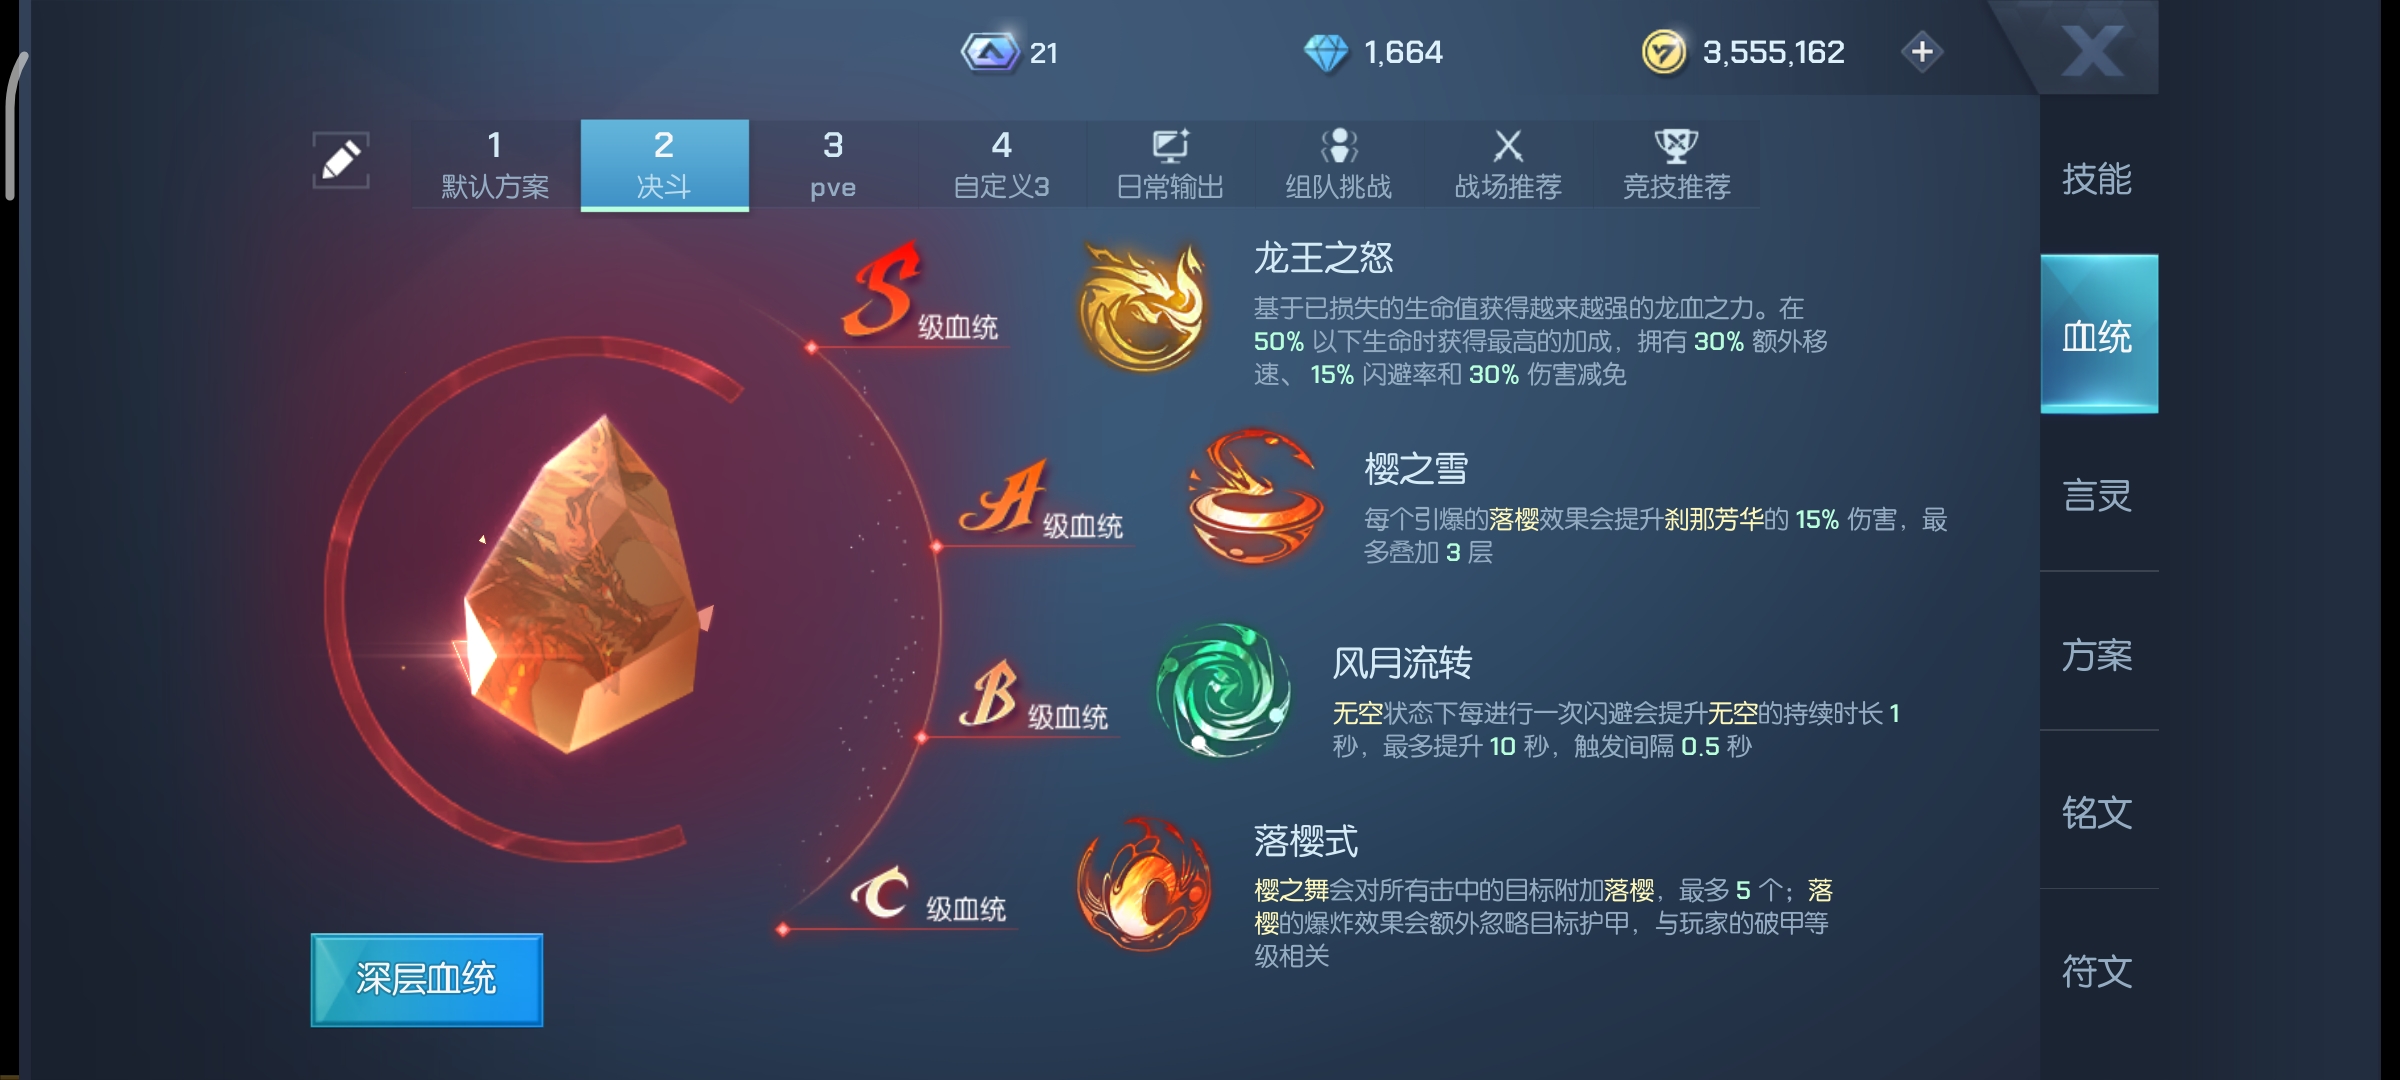 21
1,664
3,555,162
1
默认方案
2
决斗
3
pve
4
自定义3
日常输出
组队挑战
战场推荐
竞技推荐
技能
血统
言灵
方案
铭文
符文
S级血统
龙王之怒
基于已损失的生命值获得越来越强的龙血之力。在
50% 以下生命时获得最高的加成，拥有 30% 额外移
速、 15% 闪避率和 30% 伤害减免
A级血统
樱之雪
每个引爆的落樱效果会提升刹那芳华的 15% 伤害，最
多叠加 3 层
B级血统
风月流转
无空状态下每进行一次闪避会提升无空的持续时长 1
秒，最多提升 10 秒，触发间隔 0.5 秒
C级血统
落樱式
樱之舞会对所有击中的目标附加落樱，最多 5 个；落
樱的爆炸效果会额外忽略目标护甲，与玩家的破甲等
级相关
深层血统